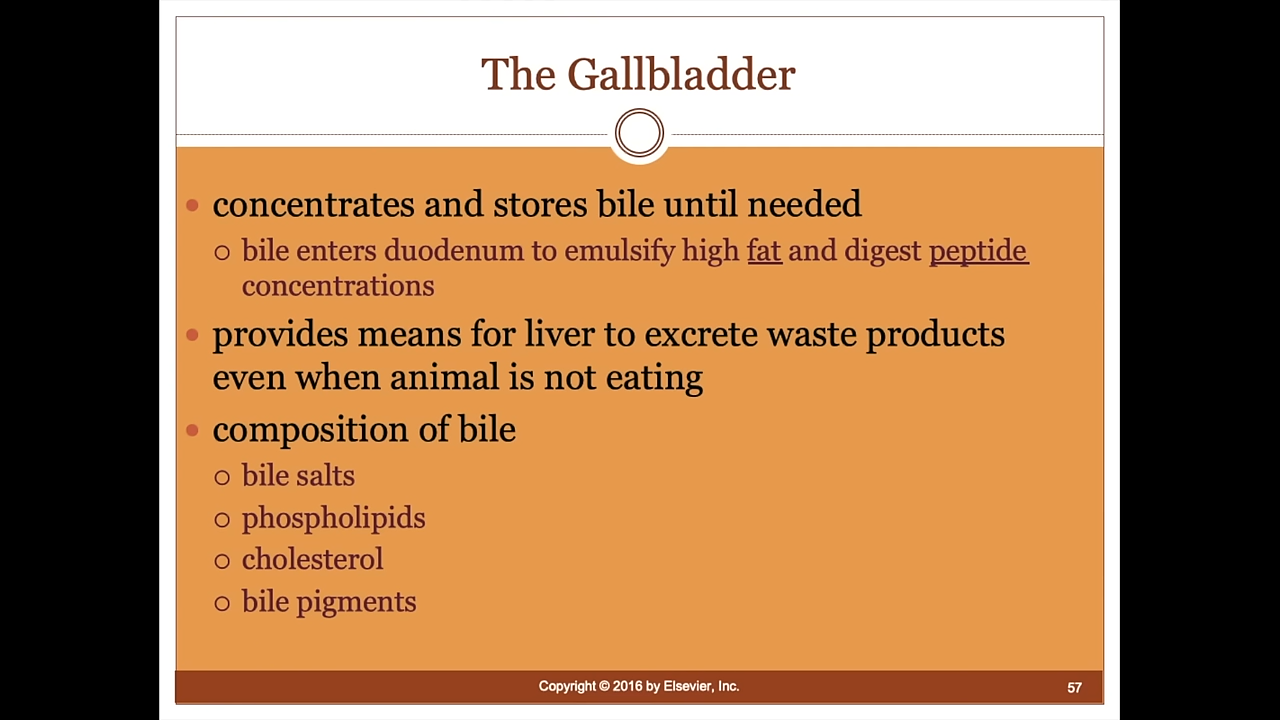 The Gallbladder
concentrates and stores bile until needed
bile enters duodenum to emulsify high fat and digest peptide
concentrations
provides means for liver to excrete waste products
even when animal is not eating
composition of bile
bile salts
phospholipids
cholesterol
bile pigments
Copyright © 2016 by Elsevier, Inc.
57